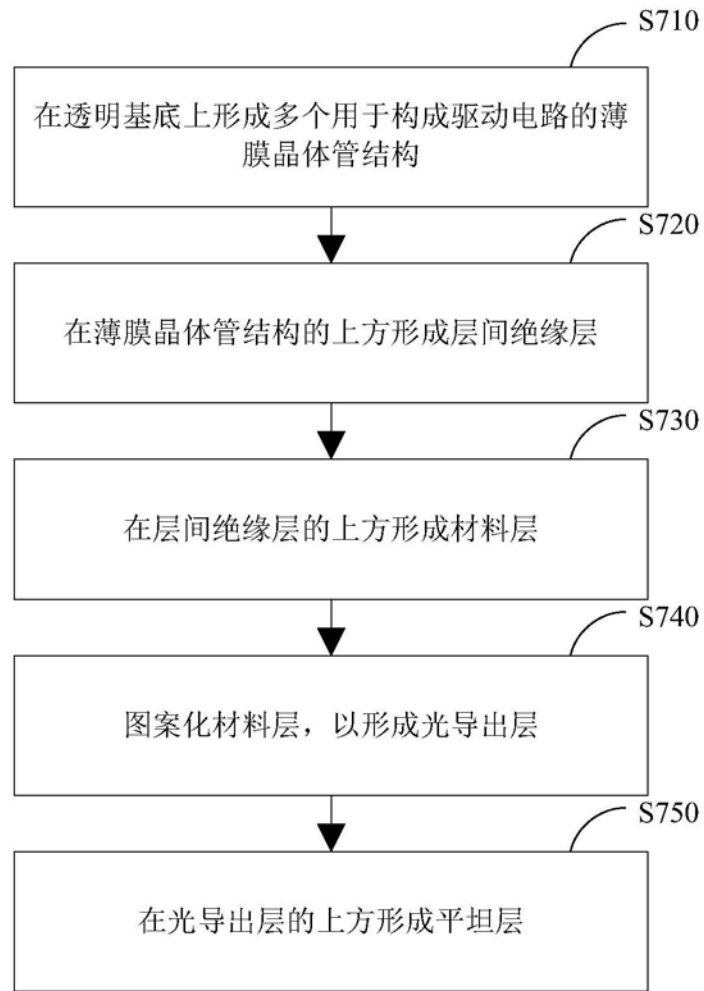 S710
在透明基底上形成多个用于构成驱动电路的薄
膜晶体管结构
S720
在薄膜晶体管结构的上方形成层间绝缘层
S730
在层间绝缘层的上方形成材料层
S740
图案化材料层，以形成光导出层
S750
在光导出层的上方形成平坦层